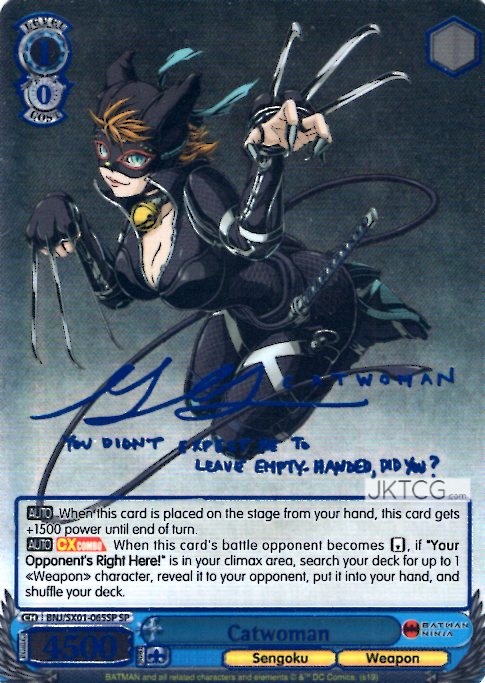 LEVEL
1
0
COST
CATWOMAN
YOU DIDN'T EXPECT ME TO
LEAVE EMPTY-HANDED, DID YOU?
JKTCG.com
AUTO When this card is placed on the stage from your hand, this card gets
+1500 power until end of turn.
AUTO CX COMBO When this card's battle opponent becomes, if "Your
Opponent's Right Here!" is in your climax area, search your deck for up to 1
«Weapon» character, reveal it to your opponent, put it into your hand, and
shuffle your deck.
CH BNJ/SX01-065SP SP
Catwoman
BATMAN NINJA
POWER 4500
Sengoku Weapon
BATMAN and all related characters and elements © & ™ DC Comics. (s19)